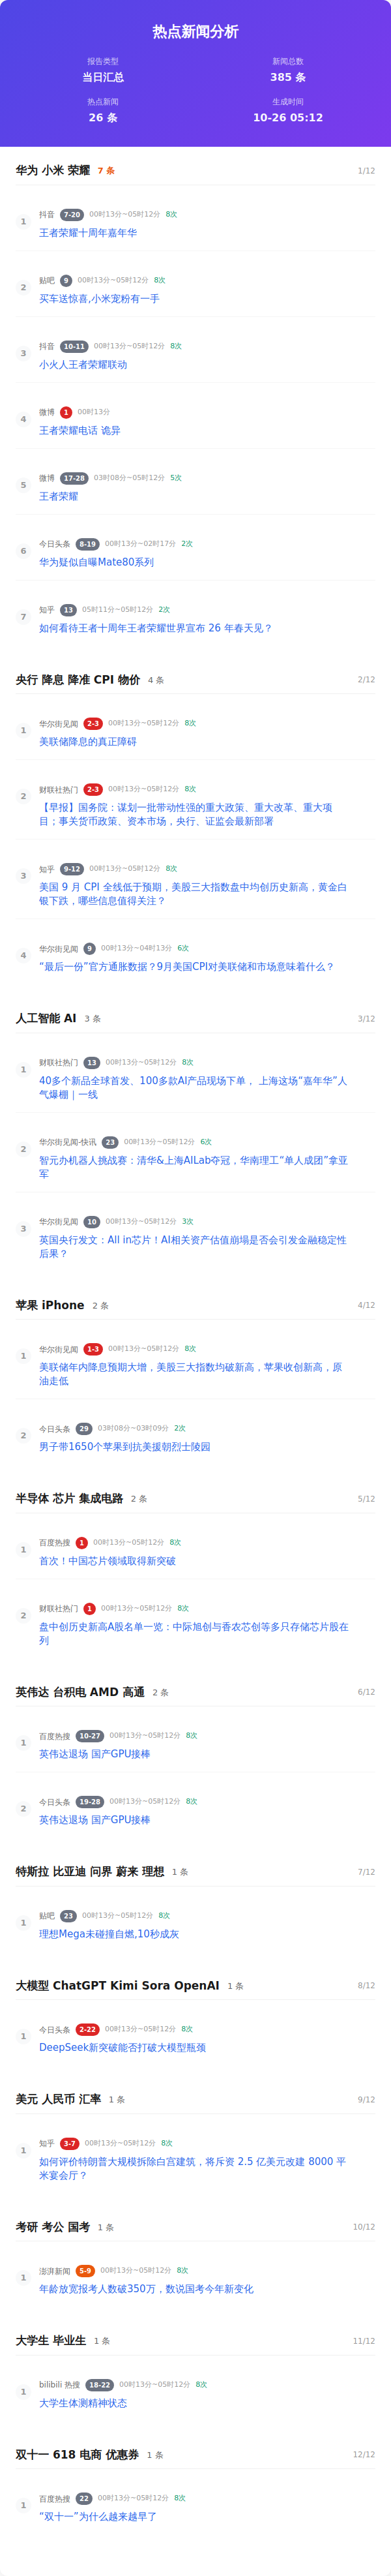 热点新闻分析
报告类型
新闻总数
当日汇总
385 条
热点新闻
生成时间
26 条
10-26 05:12
华为 小米 荣耀 7 条 1/12
1
抖音 7-20 00时13分~05时12分 8次
王者荣耀十周年嘉年华
2
贴吧 9 00时13分~05时12分 8次
买车送惊喜,小米宠粉有一手
3
抖音 10-11 00时13分~05时12分 8次
小火人王者荣耀联动
4
微博 1 00时13分
王者荣耀电话 诡异
5
微博 17-28 03时08分~05时12分 5次
王者荣耀
6
今日头条 8-19 00时13分~02时17分 2次
华为疑似自曝Mate80系列
7
知乎 13 05时11分~05时12分 2次
如何看待王者十周年王者荣耀世界宣布 26 年春天见？
央行 降息 降准 CPI 物价 4 条 2/12
1
华尔街见闻 2-3 00时13分~05时12分 8次
美联储降息的真正障碍
2
财联社热门 2-3 00时13分~05时12分 8次
【早报】国务院：谋划一批带动性强的重大政策、重大改革、重大项
目；事关货币政策、资本市场，央行、证监会最新部署
3
知乎 9-12 00时13分~05时12分 8次
美国 9 月 CPI 全线低于预期，美股三大指数盘中均创历史新高，黄金白
银下跌，哪些信息值得关注？
4
华尔街见闻 9 00时13分~04时13分 6次
“最后一份”官方通胀数据？9月美国CPI对美联储和市场意味着什么？
人工智能 AI 3 条 3/12
1
财联社热门 13 00时13分~05时12分 8次
40多个新品全球首发、100多款AI产品现场下单， 上海这场“嘉年华”人
气爆棚｜一线
2
华尔街见闻-快讯 23 00时13分~05时12分 6次
智元办机器人挑战赛：清华&上海AILab夺冠，华南理工“单人成团”拿亚
军
3
华尔街见闻 10 00时13分~05时12分 3次
英国央行发文：All in芯片！AI相关资产估值崩塌是否会引发金融稳定性
后果？
苹果 iPhone 2 条 4/12
1
华尔街见闻 1-3 00时13分~05时12分 8次
美联储年内降息预期大增，美股三大指数均破新高，苹果收创新高，原
油走低
2
今日头条 29 03时08分~03时09分 2次
男子带1650个苹果到抗美援朝烈士陵园
半导体 芯片 集成电路 2 条 5/12
1
百度热搜 1 00时13分~05时12分 8次
首次！中国芯片领域取得新突破
2
财联社热门 1 00时13分~05时12分 8次
盘中创历史新高A股名单一览：中际旭创与香农芯创等多只存储芯片股在
列
英伟达 台积电 AMD 高通 2 条 6/12
1
百度热搜 10-27 00时13分~05时12分 8次
英伟达退场 国产GPU接棒
2
今日头条 19-28 00时13分~05时12分 8次
英伟达退场 国产GPU接棒
特斯拉 比亚迪 问界 蔚来 理想 1 条 7/12
1
贴吧 23 00时13分~05时12分 8次
理想Mega未碰撞自燃,10秒成灰
大模型 ChatGPT Kimi Sora OpenAI 1 条 8/12
1
今日头条 2-22 00时13分~05时12分 8次
DeepSeek新突破能否打破大模型瓶颈
美元 人民币 汇率 1 条 9/12
1
知乎 3-7 00时13分~05时12分 8次
如何评价特朗普大规模拆除白宫建筑，将斥资 2.5 亿美元改建 8000 平
米宴会厅？
考研 考公 国考 1 条 10/12
1
澎湃新闻 5-9 00时13分~05时12分 8次
年龄放宽报考人数破350万，数说国考今年新变化
大学生 毕业生 1 条 11/12
1
bilibili 热搜 18-22 00时13分~05时12分 8次
大学生体测精神状态
双十一 618 电商 优惠券 1 条 12/12
1
百度热搜 22 00时13分~05时12分 8次
“双十一”为什么越来越早了